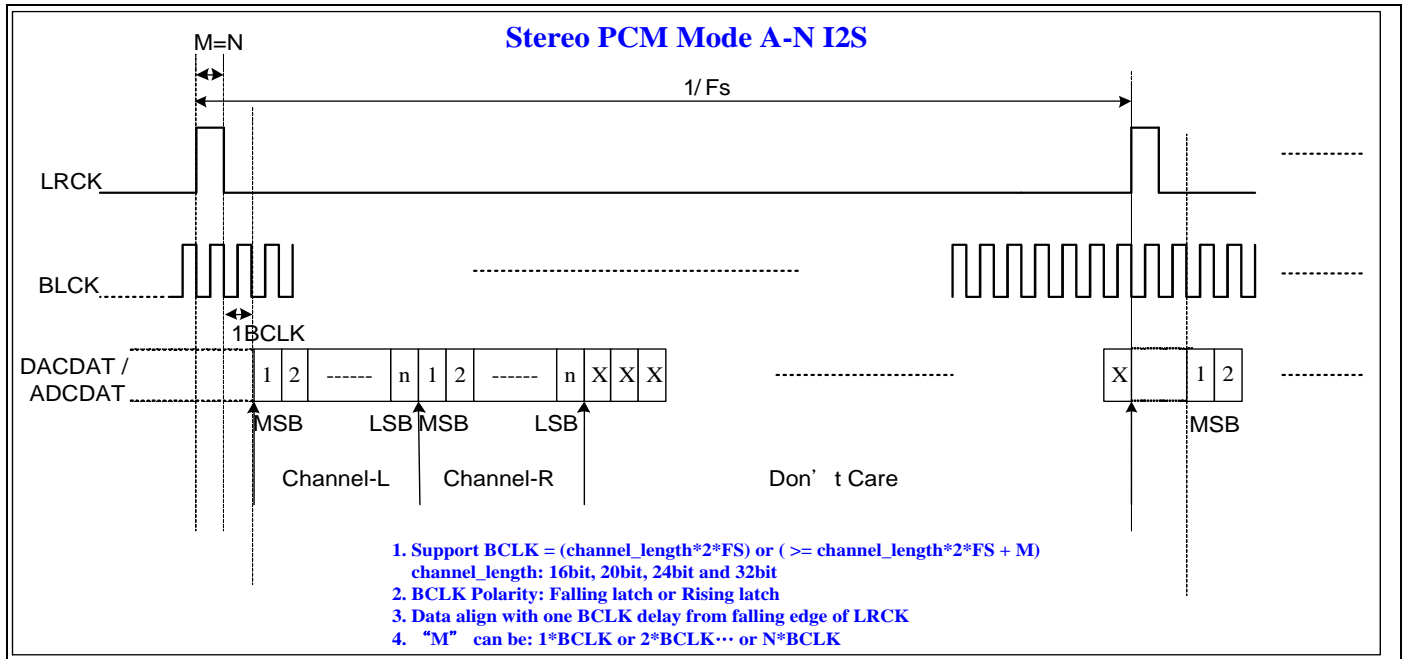 Stereo PCM Mode A-N I2S
M=N
1/ Fs
LRCK
BLCK
1BCLK
DACDAT /
ADCDAT
1 2 ------ n 1 2 ------ n X X X
X 1 2
MSB LSB MSB LSB MSB
Channel-L Channel-R Don’ t Care
1. Support BCLK = (channel_length*2*FS) or ( >= channel_length*2*FS + M)
channel_length: 16bit, 20bit, 24bit and 32bit
2. BCLK Polarity: Falling latch or Rising latch
3. Data align with one BCLK delay from falling edge of LRCK
4. “M” can be: 1*BCLK or 2*BCLK… or N*BCLK